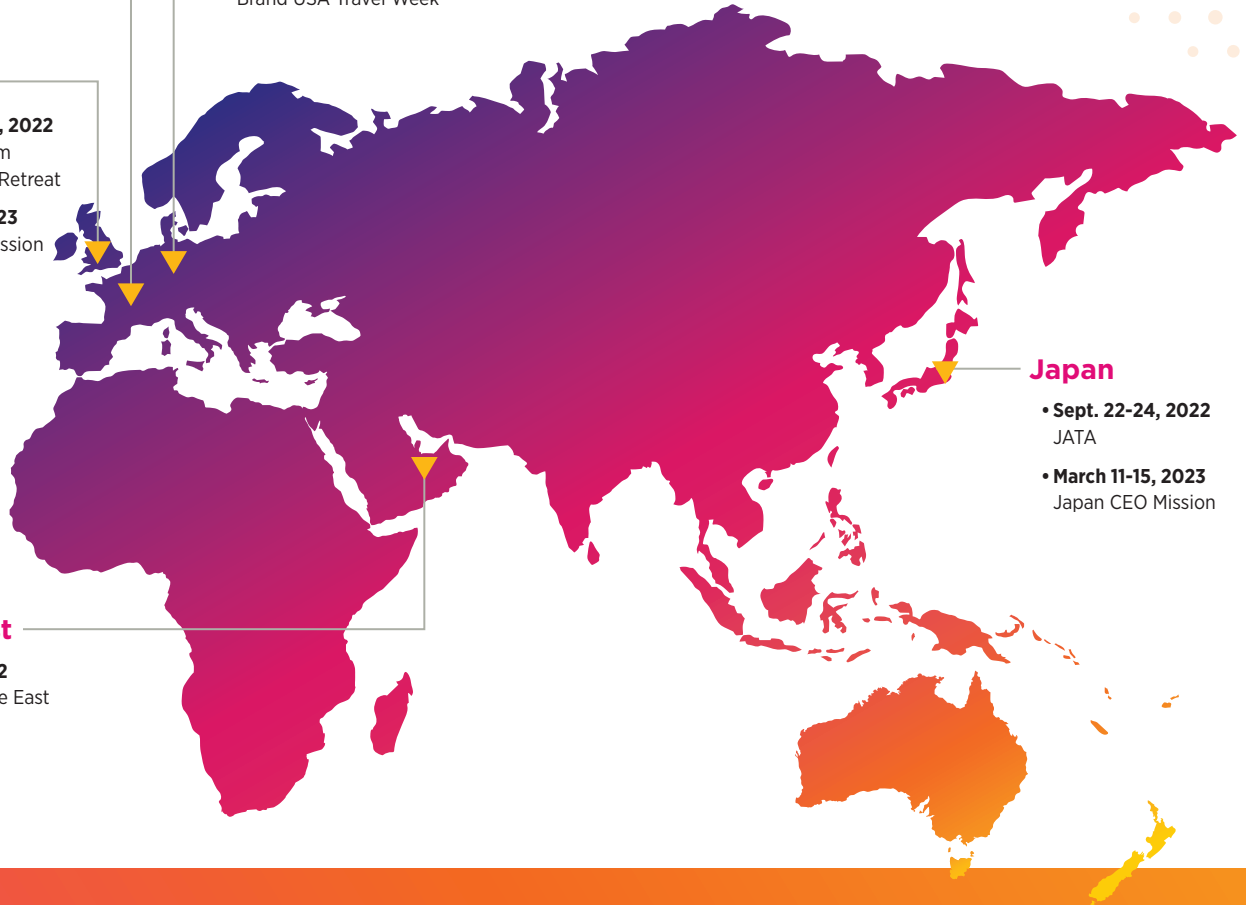 Brand USA Travel Week
, 2022
m
Retreat
23
ssion
Japan
• Sept. 22-24, 2022
JATA
• March 11-15, 2023
Japan CEO Mission
t
2
e East